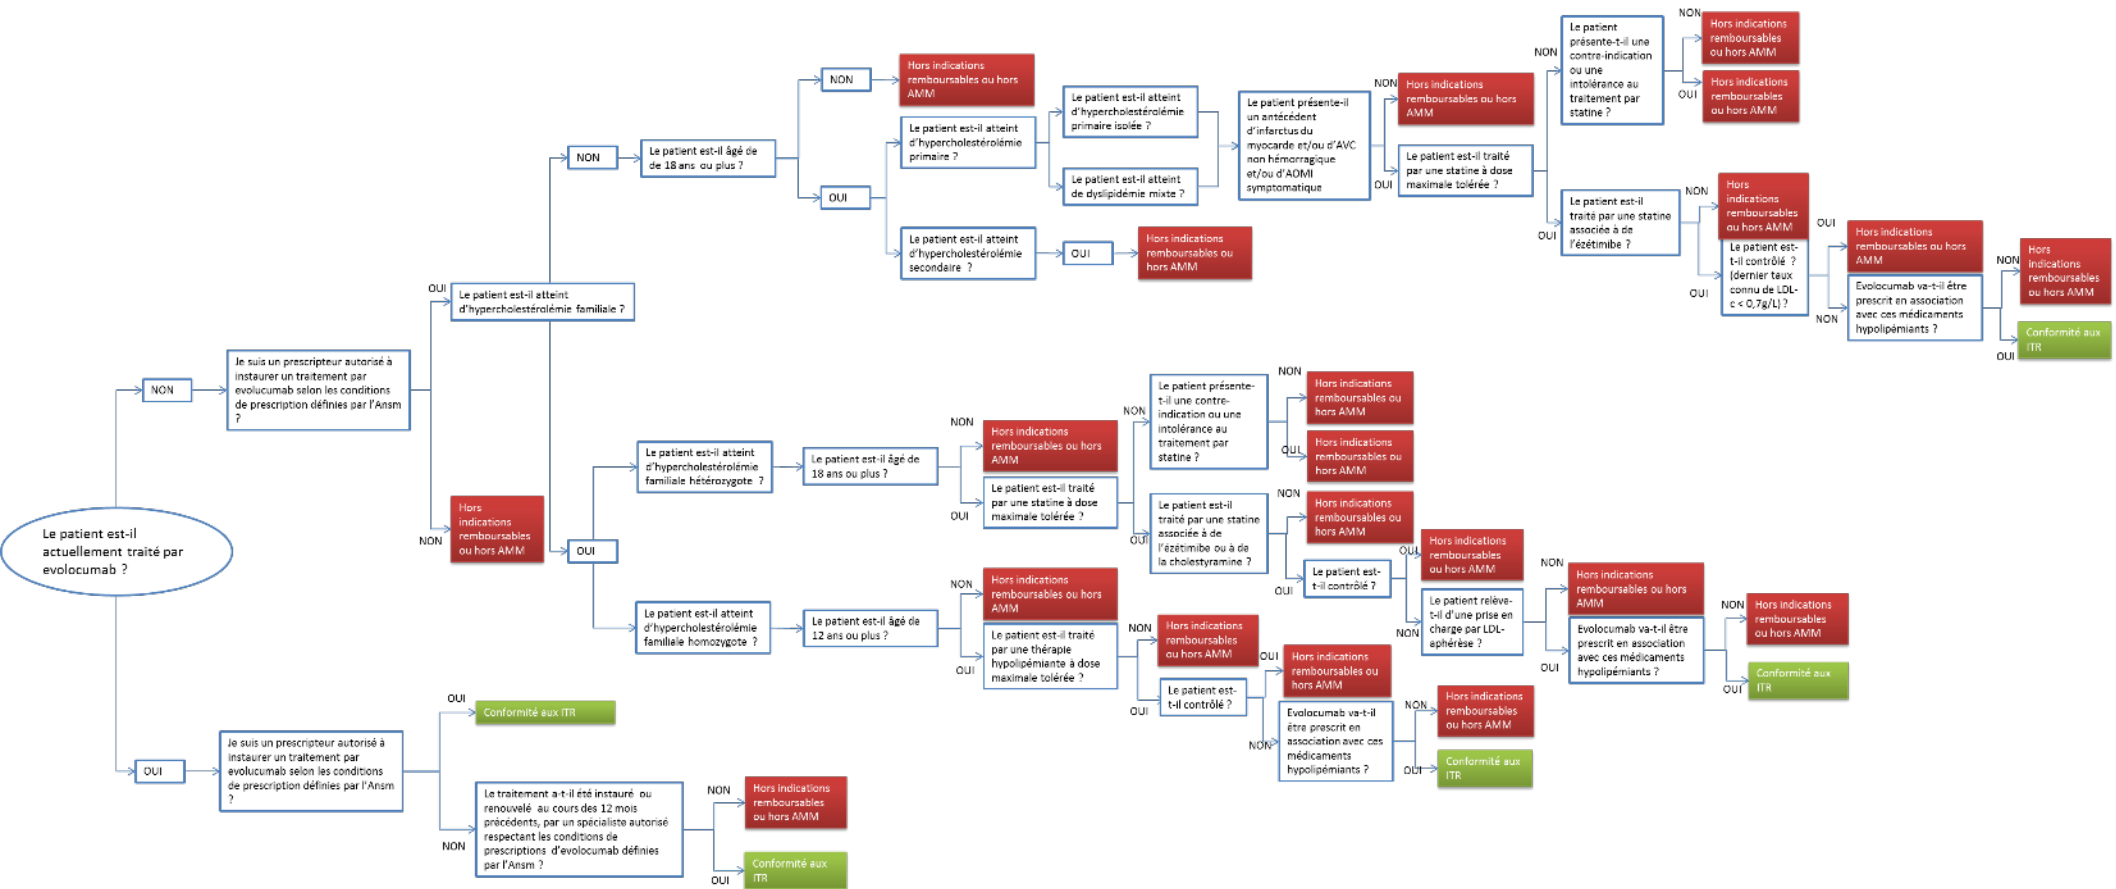 Le patient est-il
actuellement traité par
evolocumab ?
NON
Je suis un prescripteur autorisé à
instaurer un traitement par
evolucumab selon les conditions
de prescription définies par l'Ansm
?
OUI
Le patient est-il atteint
d'hypercholestérolémie familiale ?
NON
Hors
indications
remboursables
ou hors AMM
NON
Le patient est-il âgé de
de 18 ans ou plus ?
NON
Hors indications
remboursables ou hors
AMM
OUI
Le patient est-il atteint
d'hypercholestérolémie
primaire ?
Le patient est-il atteint
d'hypercholestérolémie
primaire isolée ?
Le patient est-il atteint
de dyslipidémie mixte ?
Le patient est-il atteint
d'hypercholestérolémie
secondaire ?
OUI
Hors indications
remboursables ou
hors AMM
Le patient présente-il
un antécédent
d'infarctus du
myocarde et/ou d'AVC
non hémorragique
et/ou d'AOMI
symptomatique
NON
Hors indications
remboursables ou hors
AMM
OUI
Le patient est-il traité
par une statine à dose
maximale tolérée ?
NON
Le patient
présente-t-il une
contre-indication
ou une
intolérance au
traitement par
statine ?
NON
Hors indications
remboursables
ou hors AMM
OUI
Hors indications
remboursables
ou hors AMM
OUI
Le patient est-il
traité par une statine
associée à de
l'ézétimibe ?
NON
Hors
indications
remboursables
ou hors AMM
OUI
Le patient est-
t-il contrôlé ?
(dernier taux
connu de LDL-
c < 0,7g/L) ?
OUI
Hors indications
remboursables ou hors
AMM
NON
Evolocumab va-t-il être
prescrit en association
avec ces médicaments
hypolipémiants ?
NON
Hors
indications
remboursables
ou hors AMM
OUI
Conformité aux
ITR
OUI
Le patient est-il atteint
d'hypercholestérolémie
familiale hétérozygote ?
Le patient est-il âgé de
18 ans ou plus ?
NON
Hors indications
remboursables ou hors
AMM
OUI
Le patient est-il traité
par une statine à dose
maximale tolérée ?
NON
Le patient présente-
t-il une contre-
indication ou une
intolérance au
traitement par
statine ?
NON
Hors indications
remboursables ou
hors AMM
OUI
Hors indications
remboursables ou
hors AMM
OUI
Le patient est-il
traité par une statine
associée à de
l'ézétimibe ou à de
la cholestyramine ?
NON
Hors indications
remboursables ou
hors AMM
OUI
Le patient est-
t-il contrôlé ?
OUI
Hors indications
remboursables
ou hors AMM
NON
Le patient relève-
t-il d'une prise en
charge par LDL-
aphérèse ?
NON
Hors indications
remboursables ou hors
AMM
OUI
Evolocumab va-t-il être
prescrit en association
avec ces médicaments
hypolipémiants ?
NON
Hors indications
remboursables
ou hors AMM
OUI
Conformité aux
ITR
Le patient est-il atteint
d'hypercholestérolémie
familiale homozygote ?
Le patient est-il âgé de
12 ans ou plus ?
NON
Hors indications
remboursables ou hors
AMM
OUI
Le patient est-il traité
par une thérapie
hypolipémiante à dose
maximale tolérée ?
NON
Hors indications
remboursables
ou hors AMM
OUI
Le patient est-
t-il contrôlé ?
OUI
Hors indications
remboursables ou
hors AMM
NON
Evolocumab va-t-il
être prescrit en
association avec ces
médicaments
hypolipémiants ?
NON
Hors indications
remboursables
ou hors AMM
OUI
Conformité aux
ITR
OUI
Je suis un prescripteur autorisé à
instaurer un traitement par
evolucumab selon les conditions
de prescription définies par l'Ansm
?
OUI
Conformité aux ITR
NON
Le traitement a-t-il été instauré ou
renouvelé au cours des 12 mois
précédents, par un spécialiste autorisé
respectant les conditions de
prescriptions d'evolocumab définies
par l'Ansm ?
NON
Hors indications
remboursables
ou hors AMM
OUI
Conformité aux
ITR